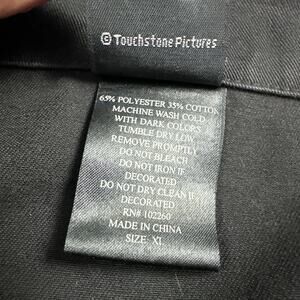 © Touchstone Pictures
65% POLYESTER 35% COTTON
MACHINE WASH COLD
WITH DARK COLORS
TUMBLE DRY LOW
REMOVE PROMPTLY
DO NOT BLEACH
DO NOT IRON IF
DECORATED
DO NOT DRY CLEAN IF
DECORATED
RN# 102260
MADE IN CHINA
SIZE XL